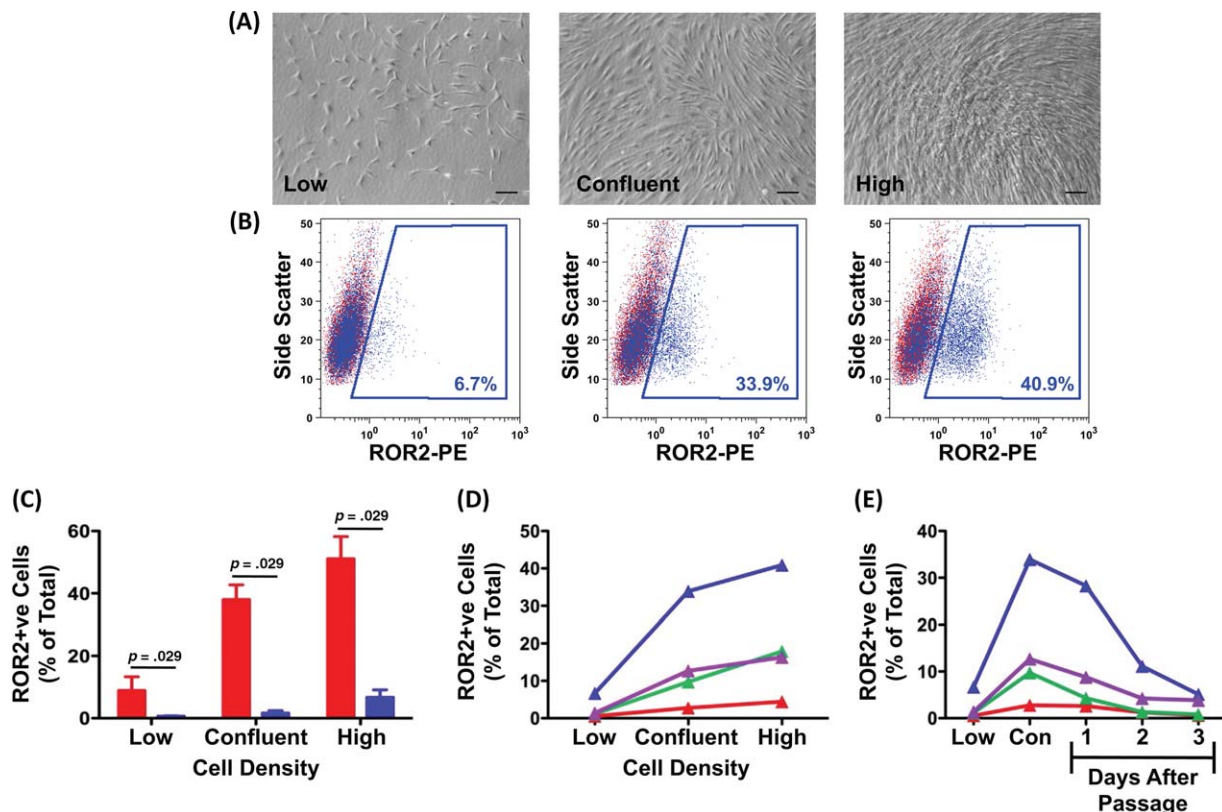 (A)
Low
Confluent
High
(B)
Side Scatter
50
40
30
20
10
0
6.7%
10⁰ 10¹ 10² 10³
ROR2-PE
Side Scatter
50
40
30
20
10
0
33.9%
10⁰ 10¹ 10² 10³
ROR2-PE
Side Scatter
50
40
30
20
10
0
40.9%
10⁰ 10¹ 10² 10³
ROR2-PE
(C)
ROR2+ve Cells
(% of Total)
60
40
20
0
p = .029
p = .029
p = .029
Low Confluent High
Cell Density
(D)
ROR2+ve Cells
(% of Total)
50
40
30
20
10
0
Low Confluent High
Cell Density
(E)
ROR2+ve Cells
(% of Total)
40
30
20
10
0
Low Con 1 2 3
Days After
Passage